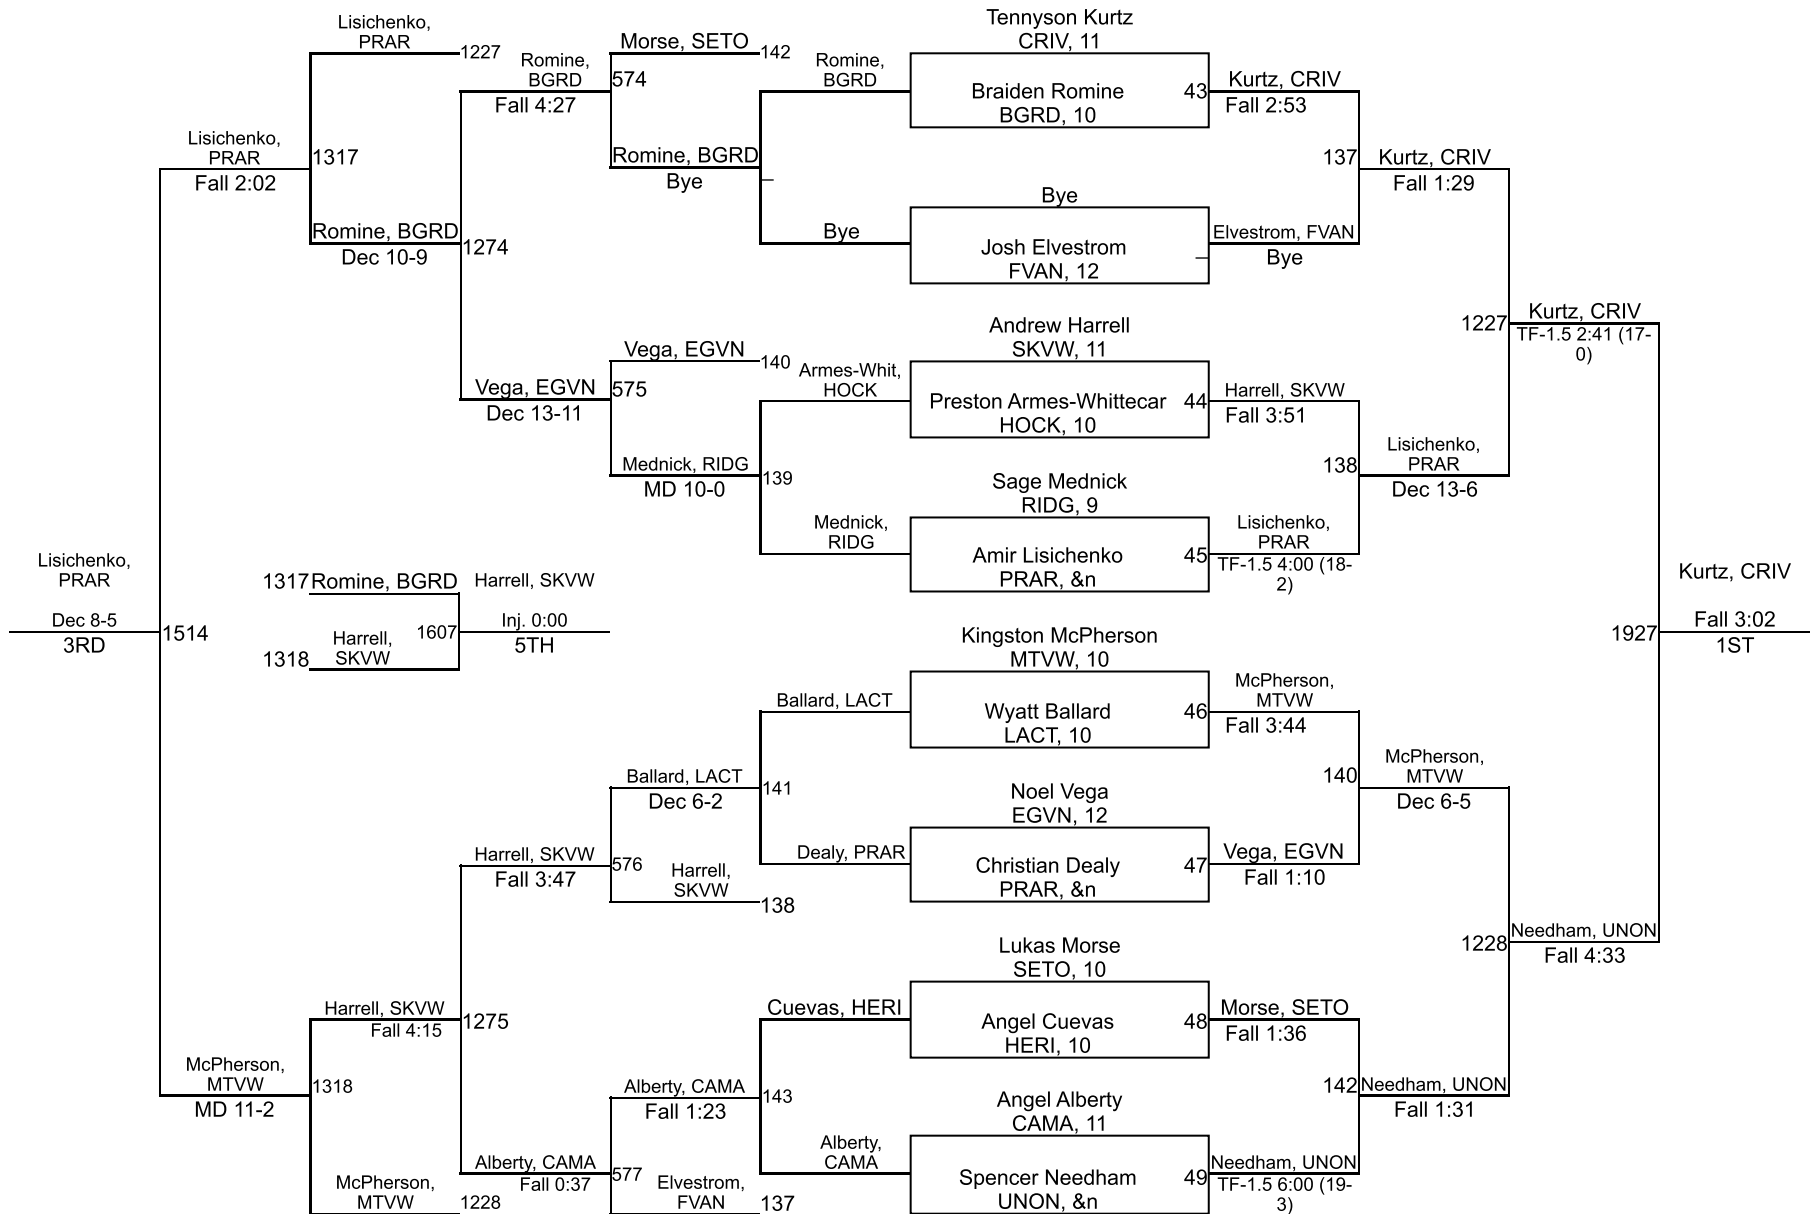 Tennyson Kurtz
CRIV, 11
Braiden Romine
BGRD, 10
43
Kurtz, CRIV
Fall 2:53
Bye
Josh Elvestrom
FVAN, 12
Elvestrom, FVAN
Bye
137
Kurtz, CRIV
Fall 1:29
Andrew Harrell
SKVW, 11
Preston Armes-Whittecar
HOCK, 10
44
Harrell, SKVW
Fall 3:51
Sage Mednick
RIDG, 9
Amir Lisichenko
PRAR, &n
45
Lisichenko,
PRAR
TF-1.5 4:00 (18-
2)
138
Lisichenko,
PRAR
Dec 13-6
1227
Kurtz, CRIV
TF-1.5 2:41 (17-
0)
Kingston McPherson
MTVW, 10
Wyatt Ballard
LACT, 10
46
McPherson,
MTVW
Fall 3:44
Noel Vega
EGVN, 12
Christian Dealy
PRAR, &n
47
Vega, EGVN
Fall 1:10
140
McPherson,
MTVW
Dec 6-5
Lukas Morse
SETO, 10
Angel Cuevas
HERI, 10
48
Morse, SETO
Fall 1:36
Angel Alberty
CAMA, 11
Spencer Needham
UNON, &n
49
Needham, UNON
TF-1.5 6:00 (19-
3)
142
Needham, UNON
Fall 1:31
1228
Needham, UNON
Fall 4:33
1927
Kurtz, CRIV
Fall 3:02
1ST
Romine,
BGRD
Bye
Morse, SETO
142
Romine, BGRD
Bye
574
Romine,
BGRD
Fall 4:27
Armes-Whit,
HOCK
Mednick,
RIDG
139
Vega, EGVN
140
Mednick, RIDG
MD 10-0
575
Vega, EGVN
Dec 13-11
1274
Lisichenko,
PRAR
1227
Romine, BGRD
Dec 10-9
1317
Lisichenko,
PRAR
Fall 2:02
Ballard, LACT
Dealy, PRAR
141
Ballard, LACT
Dec 6-2
Harrell,
SKVW
138
576
Harrell, SKVW
Fall 3:47
Cuevas, HERI
Alberty,
CAMA
143
Alberty, CAMA
Fall 1:23
Elvestrom,
FVAN
137
577
Alberty, CAMA
Fall 0:37
1275
Harrell, SKVW
Fall 4:15
McPherson,
MTVW
1228
1318
McPherson,
MTVW
MD 11-2
1514
Lisichenko,
PRAR
Dec 8-5
3RD
1317
Romine, BGRD
1318
Harrell,
SKVW
1607
Harrell, SKVW
Inj. 0:00
5TH